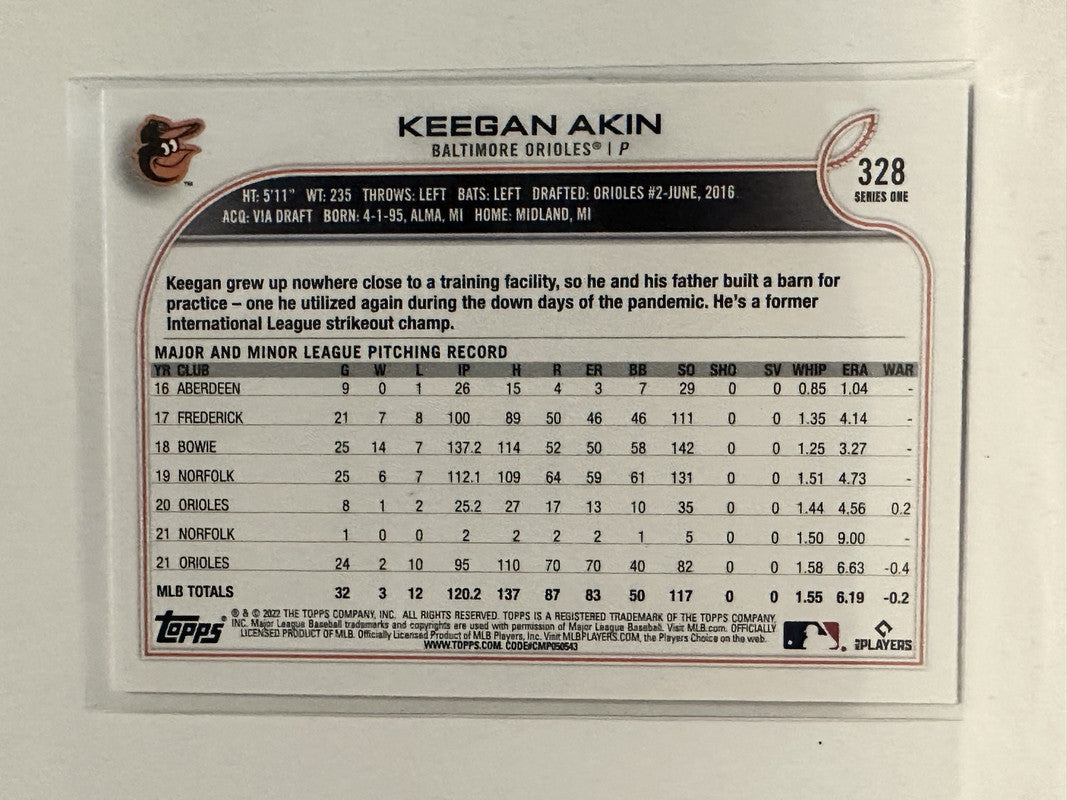 KEEGAN AKIN
BALTIMORE ORIOLES® | P
™
328
SERIES ONE
HT: 5'11" WT: 235 THROWS: LEFT BATS: LEFT DRAFTED: ORIOLES #2-JUNE, 2016
ACQ: VIA DRAFT BORN: 4-1-95, ALMA, MI HOME: MIDLAND, MI
Keegan grew up nowhere close to a training facility, so he and his father built a barn for
practice – one he utilized again during the down days of the pandemic. He's a former
International League strikeout champ.
MAJOR AND MINOR LEAGUE PITCHING RECORD
YR CLUB G W L IP H R ER BB SO SHO SV WHIP ERA WAR
16 ABERDEEN 9 0 1 26 15 4 3 7 29 0 0 0.85 1.04 -
17 FREDERICK 21 7 8 100 89 50 46 46 111 0 0 1.35 4.14 -
18 BOWIE 25 14 7 137.2 114 52 50 58 142 0 0 1.25 3.27 -
19 NORFOLK 25 6 7 112.1 109 64 59 61 131 0 0 1.51 4.73 -
20 ORIOLES 8 1 2 25.2 27 17 13 10 35 0 0 1.44 4.56 0.2
21 NORFOLK 1 0 0 2 2 2 2 1 5 0 0 1.50 9.00 -
21 ORIOLES 24 2 10 95 110 70 70 40 82 0 0 1.58 6.63 -0.4
MLB TOTALS 32 3 12 120.2 137 87 83 50 117 0 0 1.55 6.19 -0.2
Topps®
® & © 2022 THE TOPPS COMPANY, INC. ALL RIGHTS RESERVED. TOPPS IS A REGISTERED TRADEMARK OF THE TOPPS COMPANY,
INC. Major League Baseball trademarks and copyrights are used with permission of Major League Baseball. Visit MLB.com. OFFICIALLY
LICENSED PRODUCT OF MLB. Officially Licensed Product of MLB Players, Inc. Visit MLBPLAYERS.COM, the Players Choice on the web.
WWW.TOPPS.COM. CODE#CMP050543
MLB PLAYERS